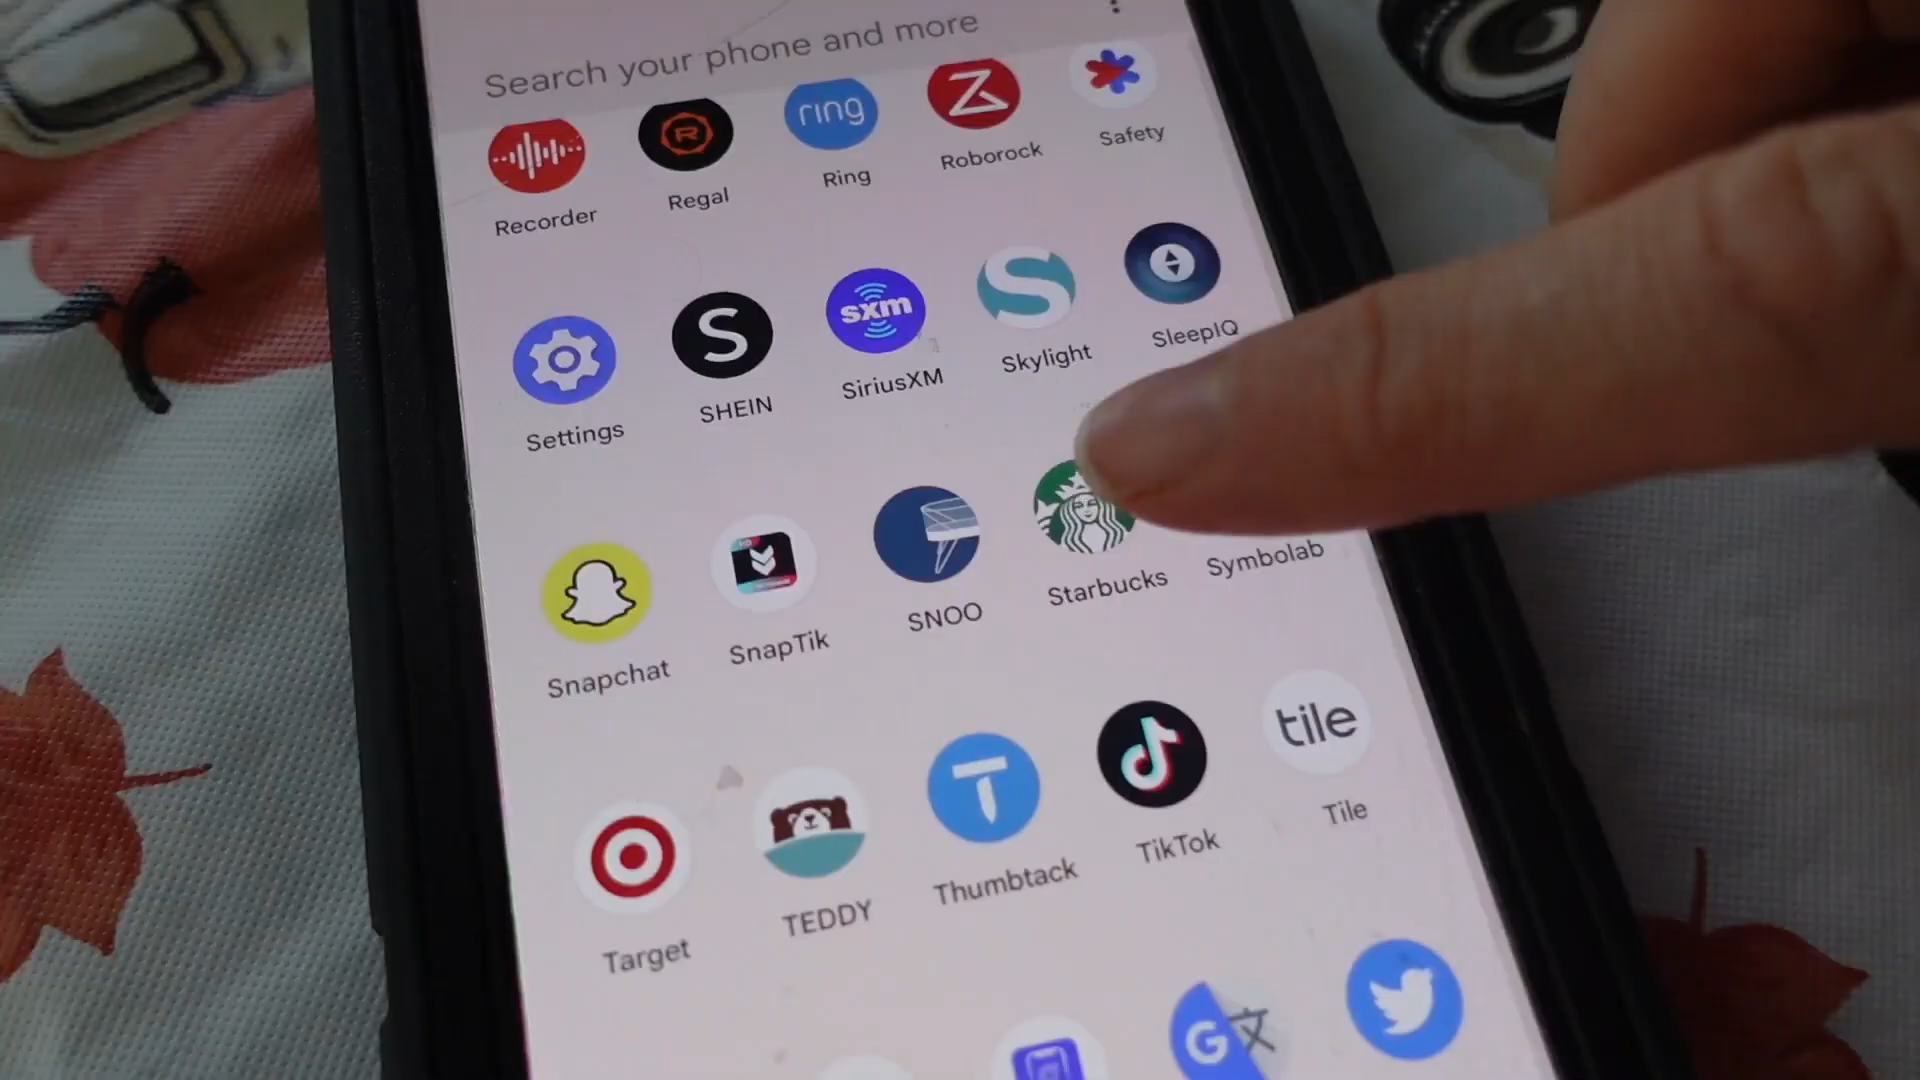 Search your phone and more
ring
Recorder
Regal
Ring
Roborock
Safety
S
sxm
S
Settings
SHEIN
SiriusXM
Skylight
SleepIQ
Snapchat
SnapTik
SNOO
Starbucks
Symbolab
tile
Target
TEDDY
Thumbtack
TikTok
Tile
G 文